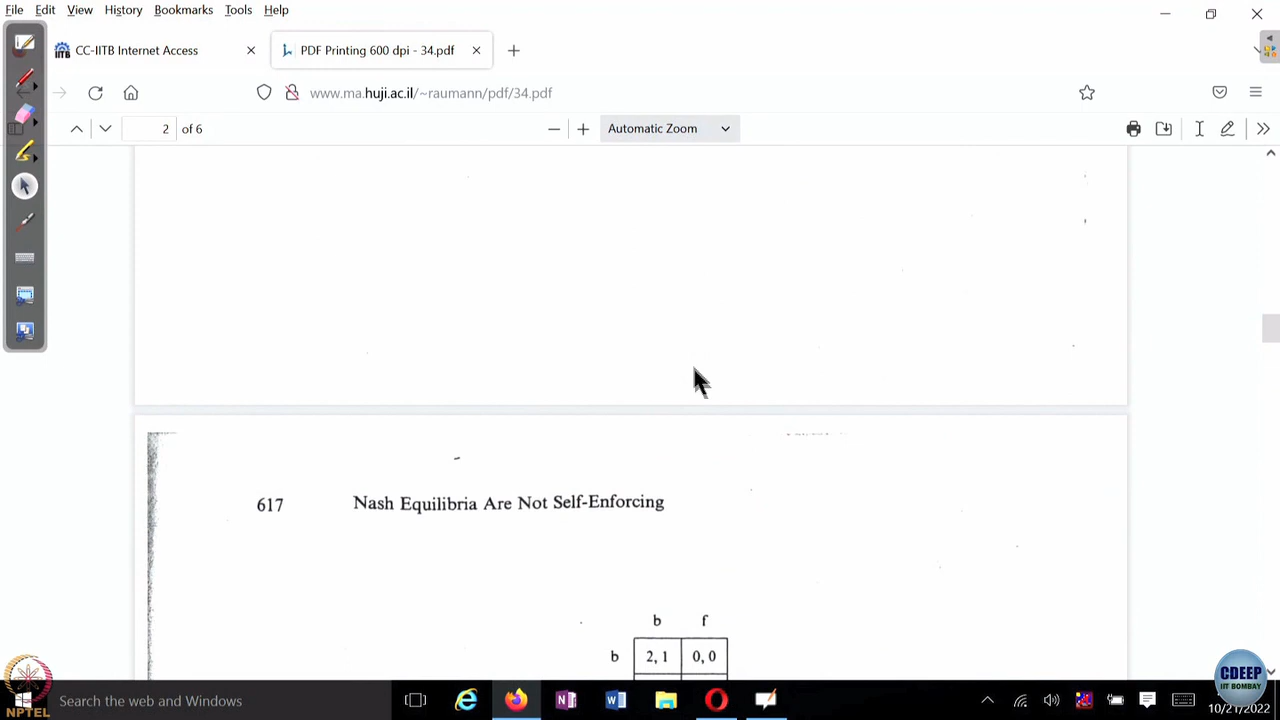 File Edit View History Bookmarks Tools Help
CC-IITB Internet Access
PDF Printing 600 dpi - 34.pdf
www.ma.huji.ac.il/~raumann/pdf/34.pdf
2 of 6
Automatic Zoom
617 Nash Equilibria Are Not Self-Enforcing
b f
b 2, 1 0, 0
Search the web and Windows
NPTEL
CDEEP
IIT BOMBAY
10/21/2022